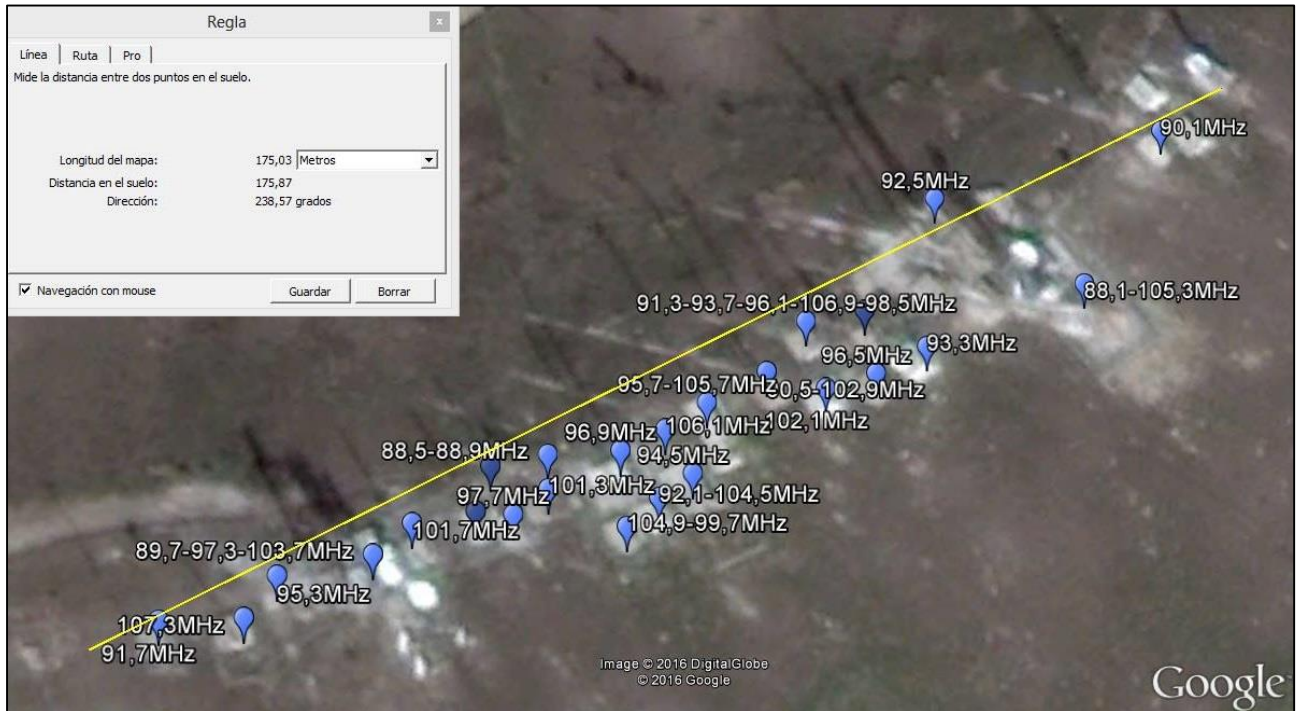 Regla
x
Línea
Ruta
Pro
Mide la distancia entre dos puntos en el suelo.
Longitud del mapa:
175,03
Metros
Distancia en el suelo:
175,87
Dirección:
238,57 grados
Navegación con mouse
Guardar
Borrar
90,1MHz
92,5MHz
88,1-105,3MHz
91,3-93,7-96,1-106,9-98,5MHz
93,3MHz
96,5MHz
95,7-105,7MHz
90,5-102,9MHz
102,1MHz
106,1MHz
96,9MHz
94,5MHz
88,5-88,9MHz
101,3MHz
97,7MHz
92,1-104,5MHz
104,9-99,7MHz
101,7MHz
89,7-97,3-103,7MHz
95,3MHz
107,3MHz
91,7MHz
Image © 2016 DigitalGlobe
© 2016 Google
Google